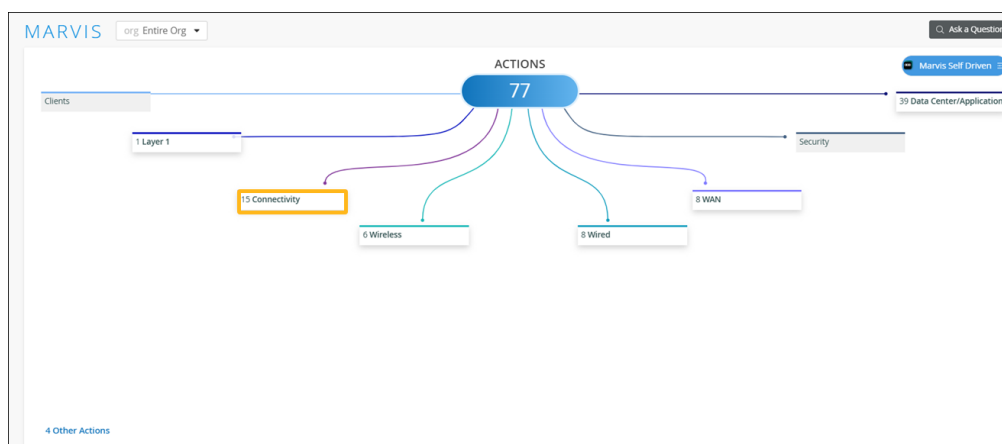 MARVIS
org Entire Org
Ask a Question
ACTIONS
77
Marvis Self Driven
Clients
39 Data Center/Application
1 Layer 1
Security
15 Connectivity
8 WAN
6 Wireless
8 Wired
4 Other Actions